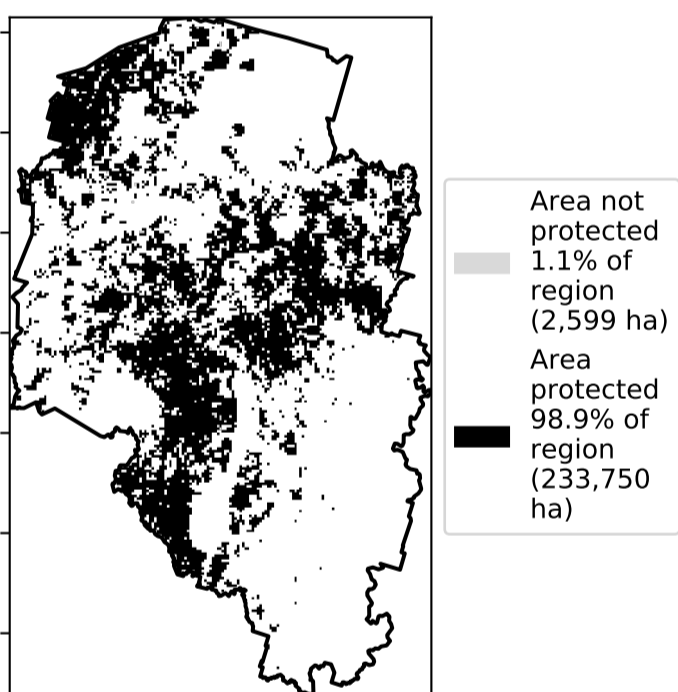 Area not
protected
1.1% of
region
(2,599 ha)
Area
protected
98.9% of
region
(233,750
ha)